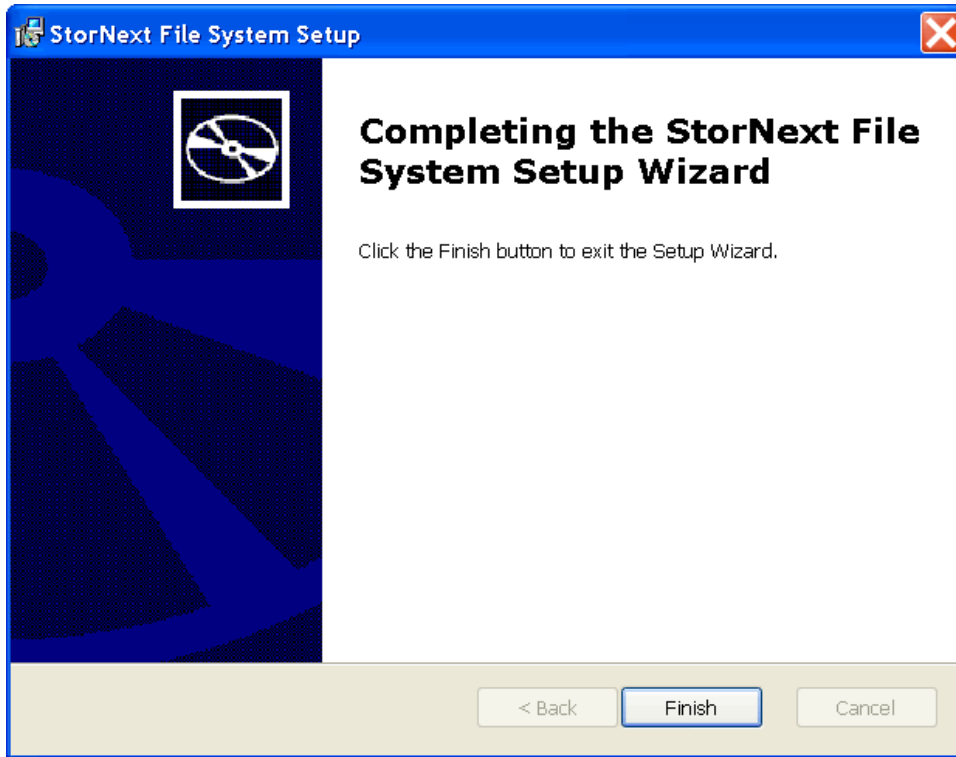 StorNext File System Setup
Completing the StorNext File
System Setup Wizard
Click the Finish button to exit the Setup Wizard.
< Back
Finish
Cancel